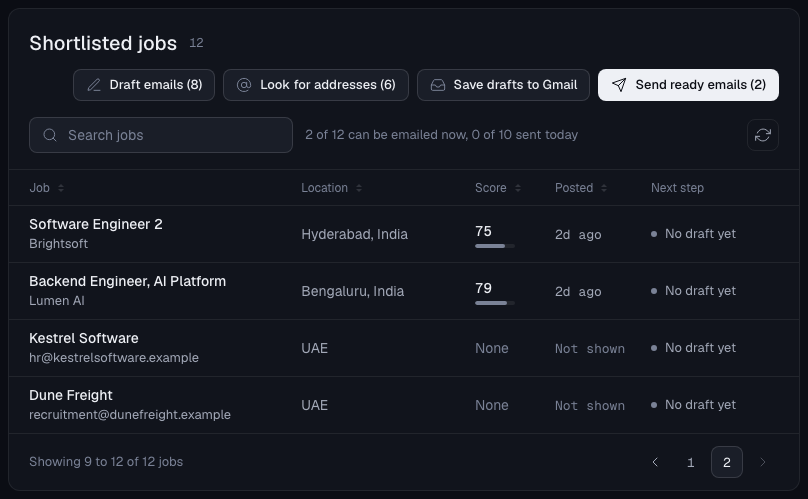 Shortlisted jobs 12
Draft emails (8) Look for addresses (6) Save drafts to Gmail Send ready emails (2)
Search jobs 2 of 12 can be emailed now, 0 of 10 sent today
Job Location Score Posted Next step
Software Engineer 2
Brightsoft
Hyderabad, India 75 2d ago No draft yet
Backend Engineer, AI Platform
Lumen AI
Bengaluru, India 79 2d ago No draft yet
Kestrel Software
hr@kestrelsoftware.example
UAE None Not shown No draft yet
Dune Freight
recruitment@dunefreight.example
UAE None Not shown No draft yet
Showing 9 to 12 of 12 jobs 1 2